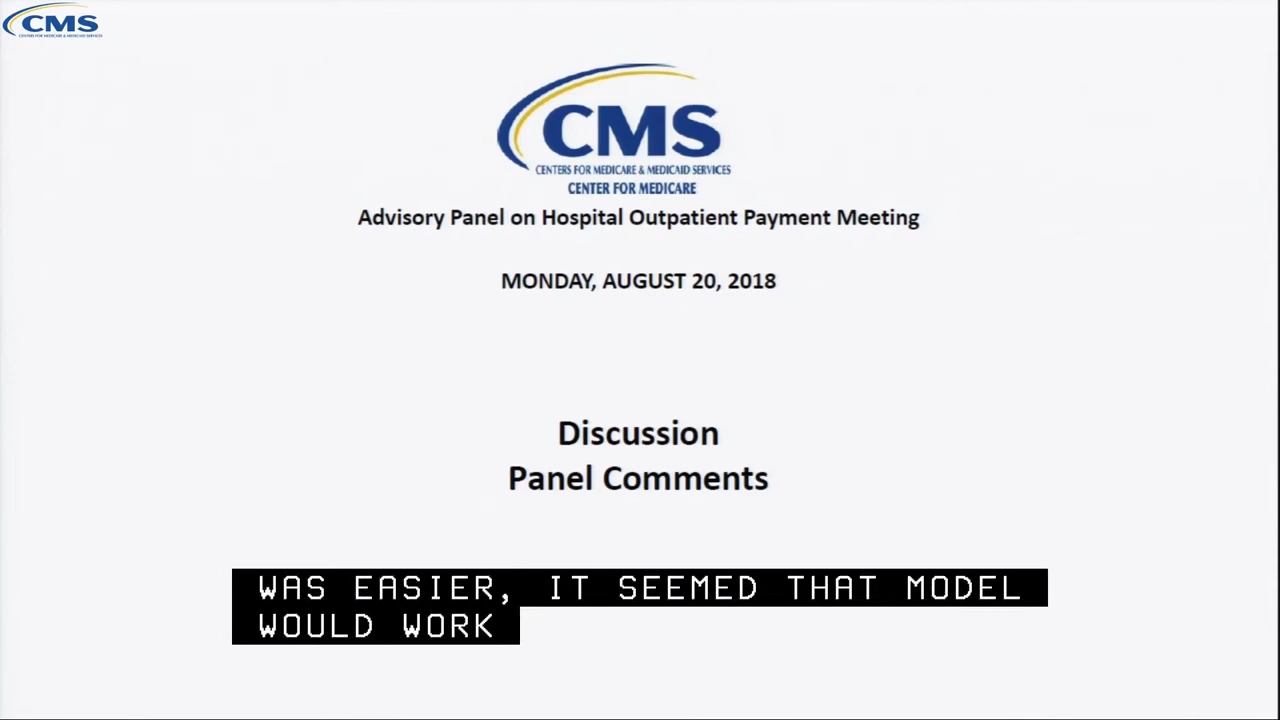 CMS
CENTERS FOR MEDICARE & MEDICAID SERVICES
CMS
CENTERS FOR MEDICARE & MEDICAID SERVICES
CENTER FOR MEDICARE
Advisory Panel on Hospital Outpatient Payment Meeting
MONDAY, AUGUST 20, 2018
Discussion
Panel Comments
WAS EASIER, IT SEEMED THAT MODEL
WOULD WORK